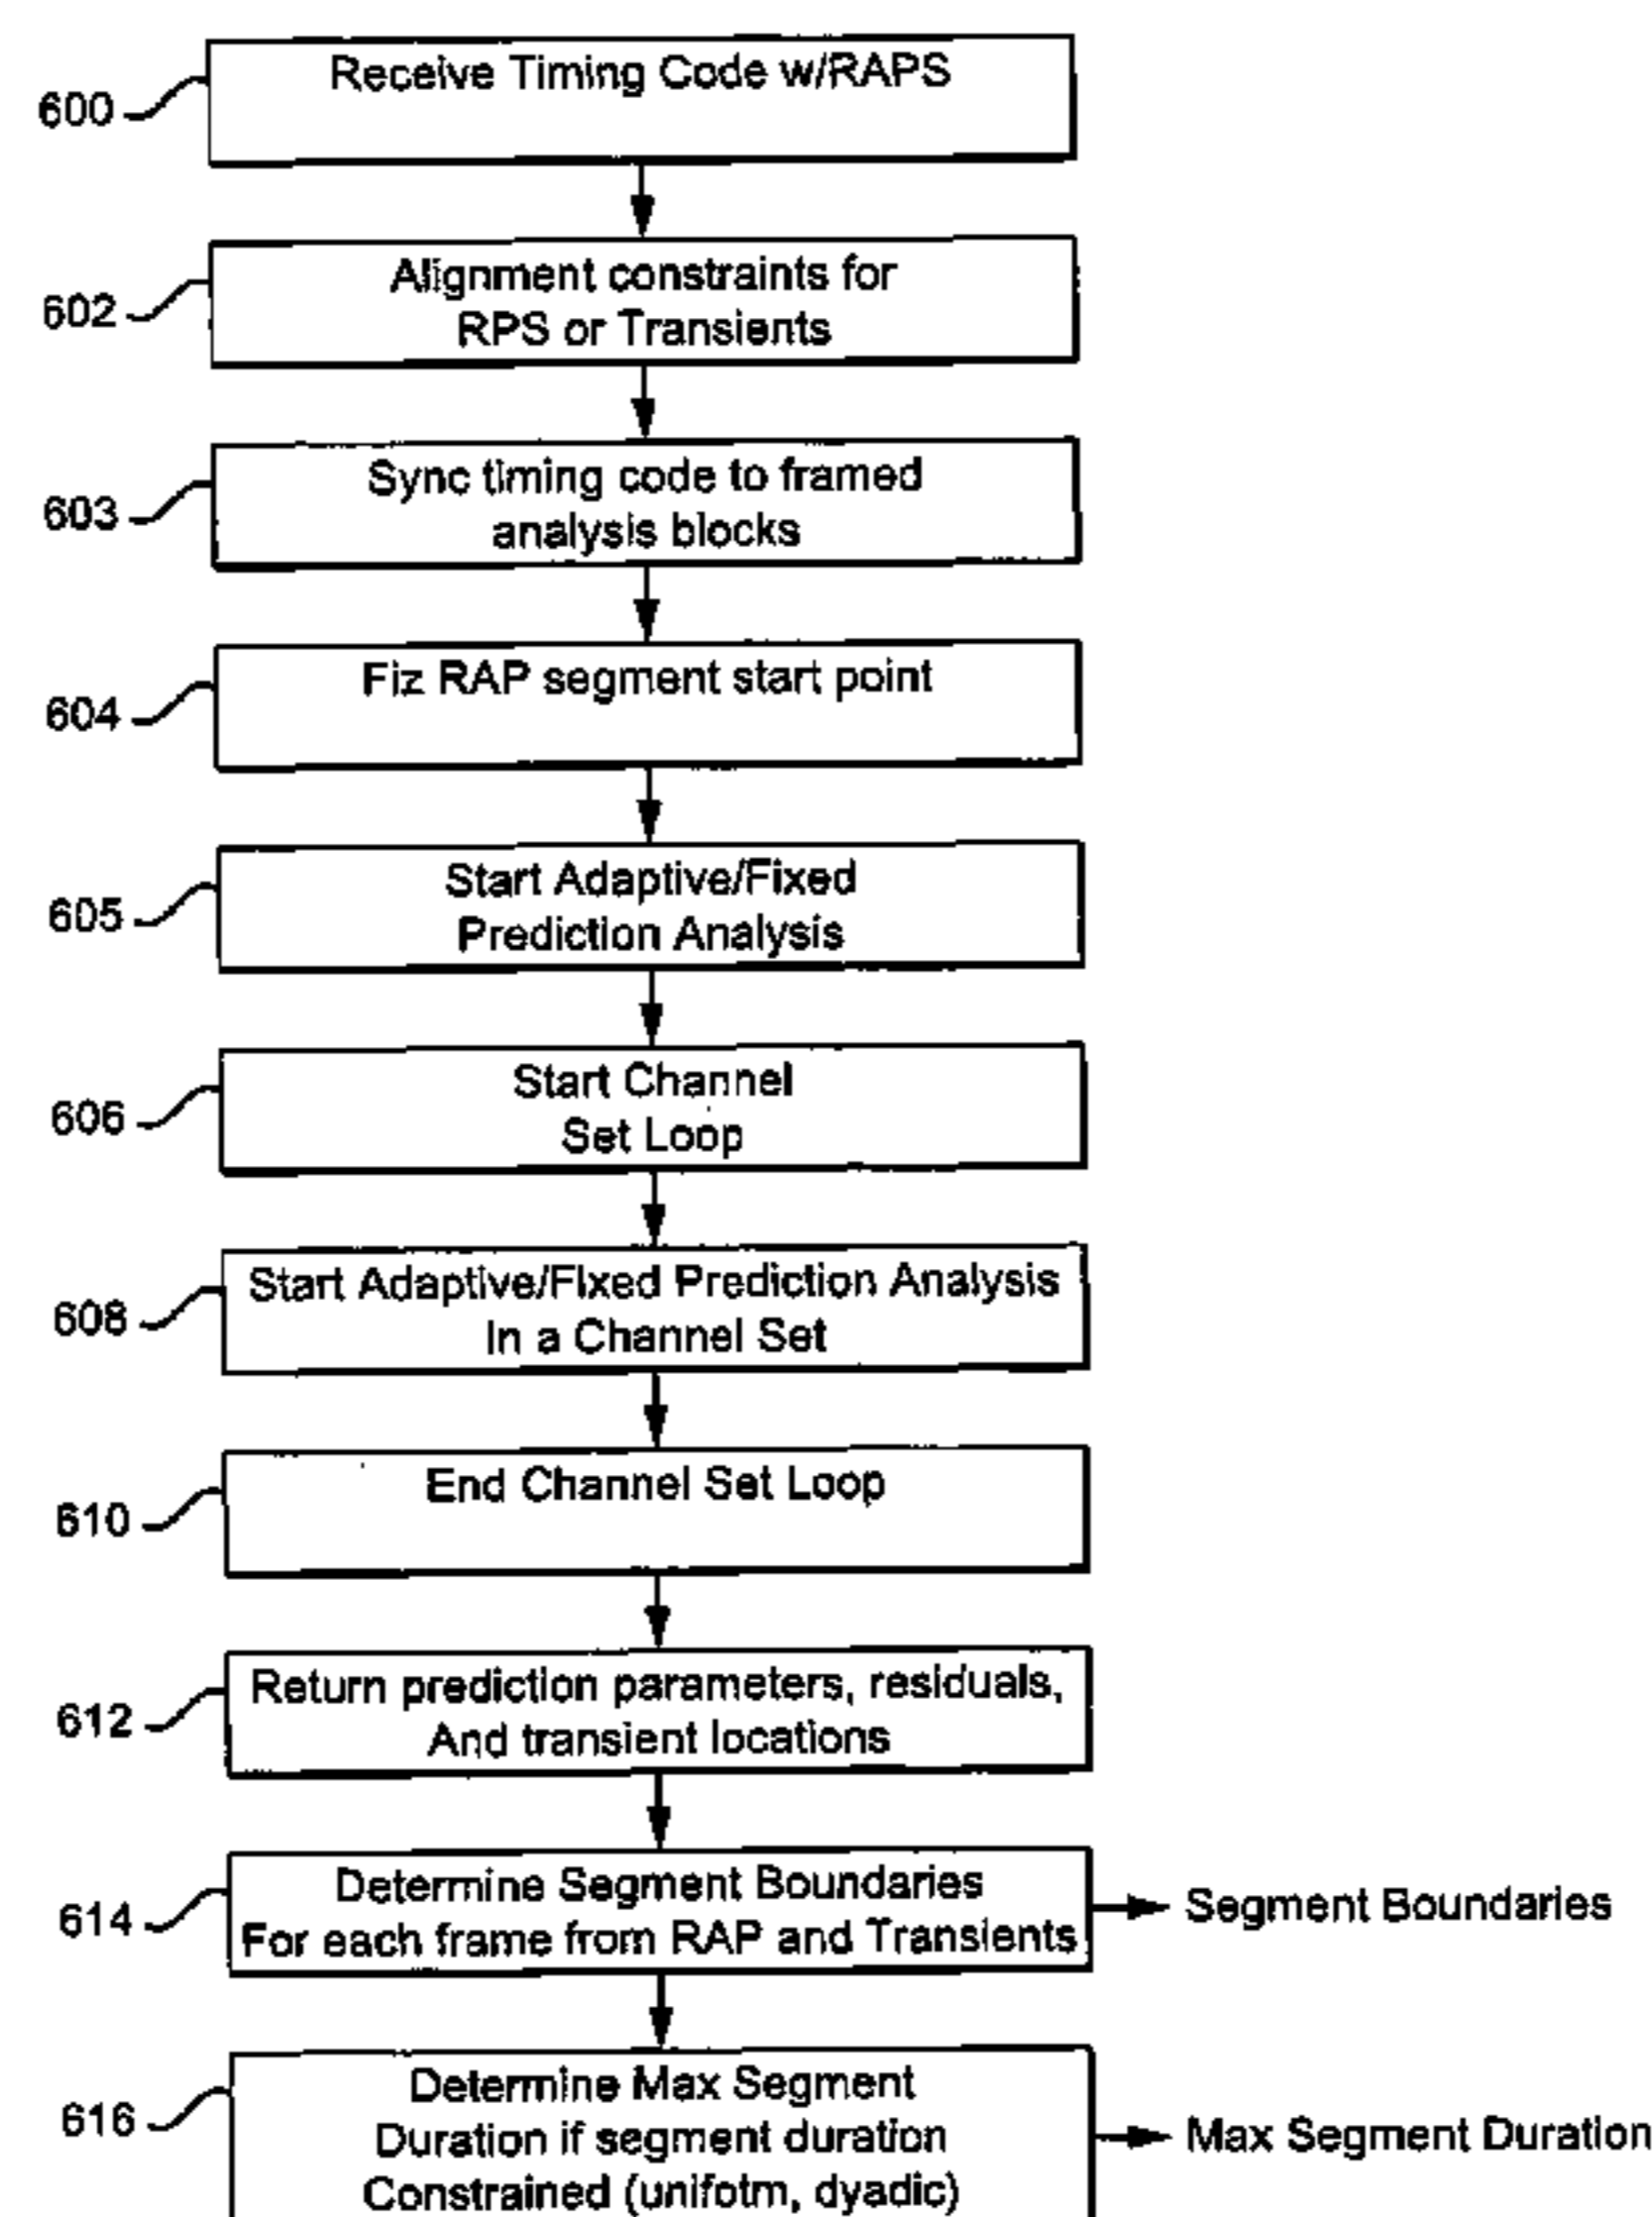 600
Receive Timing Code w/RAPS
602
Alignment constraints for
RPS or Transients
603
Sync timing code to framed
analysis blocks
604
Fiz RAP segment start point
605
Start Adaptive/Fixed
Prediction Analysis
606
Start Channel
Set Loop
608
Start Adaptive/Fixed Prediction Analysis
In a Channel Set
610
End Channel Set Loop
612
Return prediction parameters, residuals,
And transient locations
614
Determine Segment Boundaries
For each frame from RAP and Transients
Segment Boundaries
616
Determine Max Segment
Duration if segment duration
Constrained (unifotm, dyadic)
Max Segment Duration